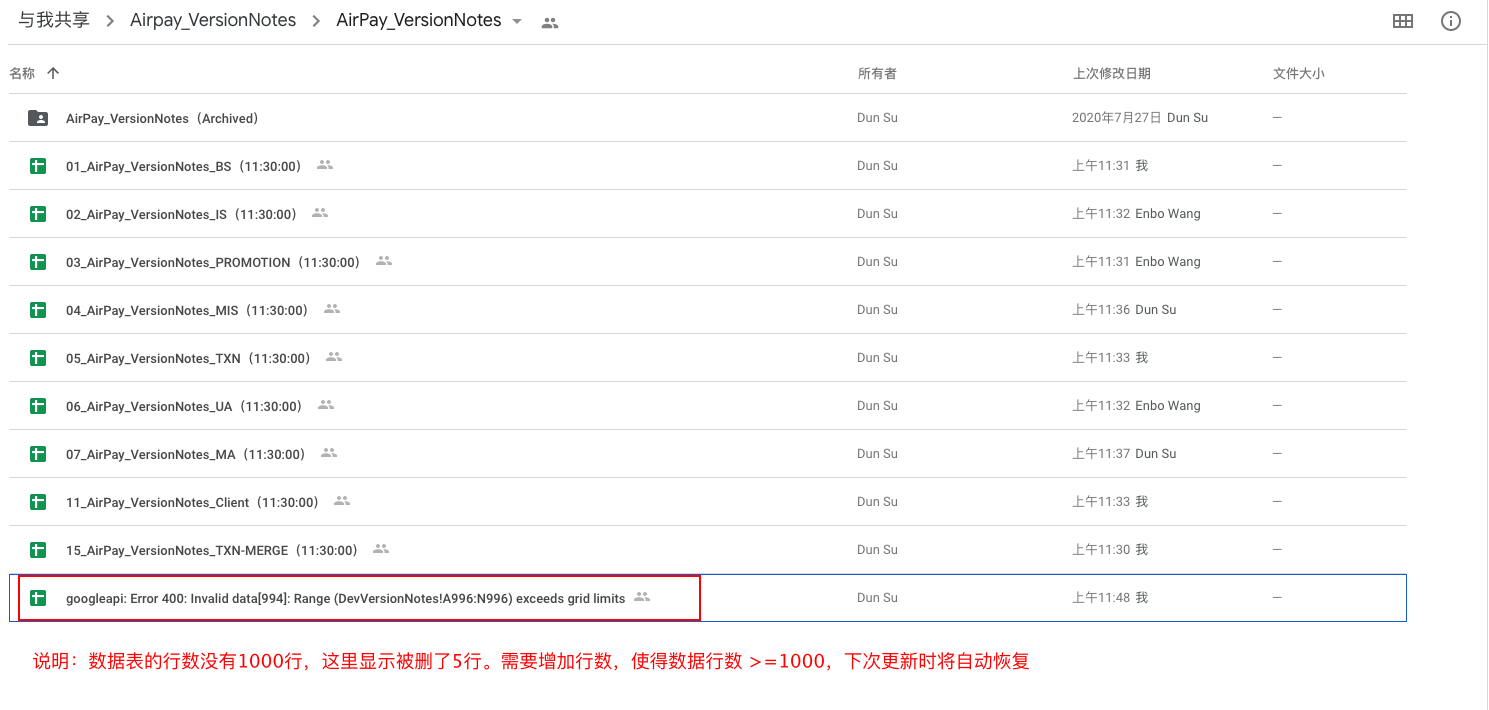 与我共享 > Airpay_VersionNotes > AirPay_VersionNotes
名称 所有者 上次修改日期 文件大小
AirPay_VersionNotes（Archived） Dun Su 2020年7月27日 Dun Su —
01_AirPay_VersionNotes_BS（11:30:00） Dun Su 上午11:31 我 —
02_AirPay_VersionNotes_IS（11:30:00） Dun Su 上午11:32 Enbo Wang —
03_AirPay_VersionNotes_PROMOTION（11:30:00） Dun Su 上午11:31 Enbo Wang —
04_AirPay_VersionNotes_MIS（11:30:00） Dun Su 上午11:36 Dun Su —
05_AirPay_VersionNotes_TXN（11:30:00） Dun Su 上午11:33 我 —
06_AirPay_VersionNotes_UA（11:30:00） Dun Su 上午11:32 Enbo Wang —
07_AirPay_VersionNotes_MA（11:30:00） Dun Su 上午11:37 Dun Su —
11_AirPay_VersionNotes_Client（11:30:00） Dun Su 上午11:33 我 —
15_AirPay_VersionNotes_TXN-MERGE（11:30:00） Dun Su 上午11:30 我 —
googleapi: Error 400: Invalid data[994]: Range (DevVersionNotes!A996:N996) exceeds grid limits Dun Su 上午11:48 我 —
说明：数据表的行数没有1000行，这里显示被删了5行。需要增加行数，使得数据行数 >=1000，下次更新时将自动恢复